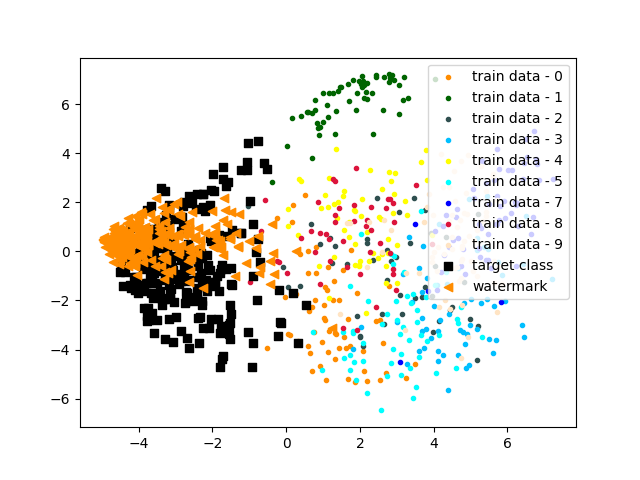 train data - 0
train data - 1
train data - 2
train data - 3
train data - 4
train data - 5
train data - 7
train data - 8
train data - 9
target class
watermark
6
4
2
0
−2
−4
−6
−4
−2
0
2
4
6